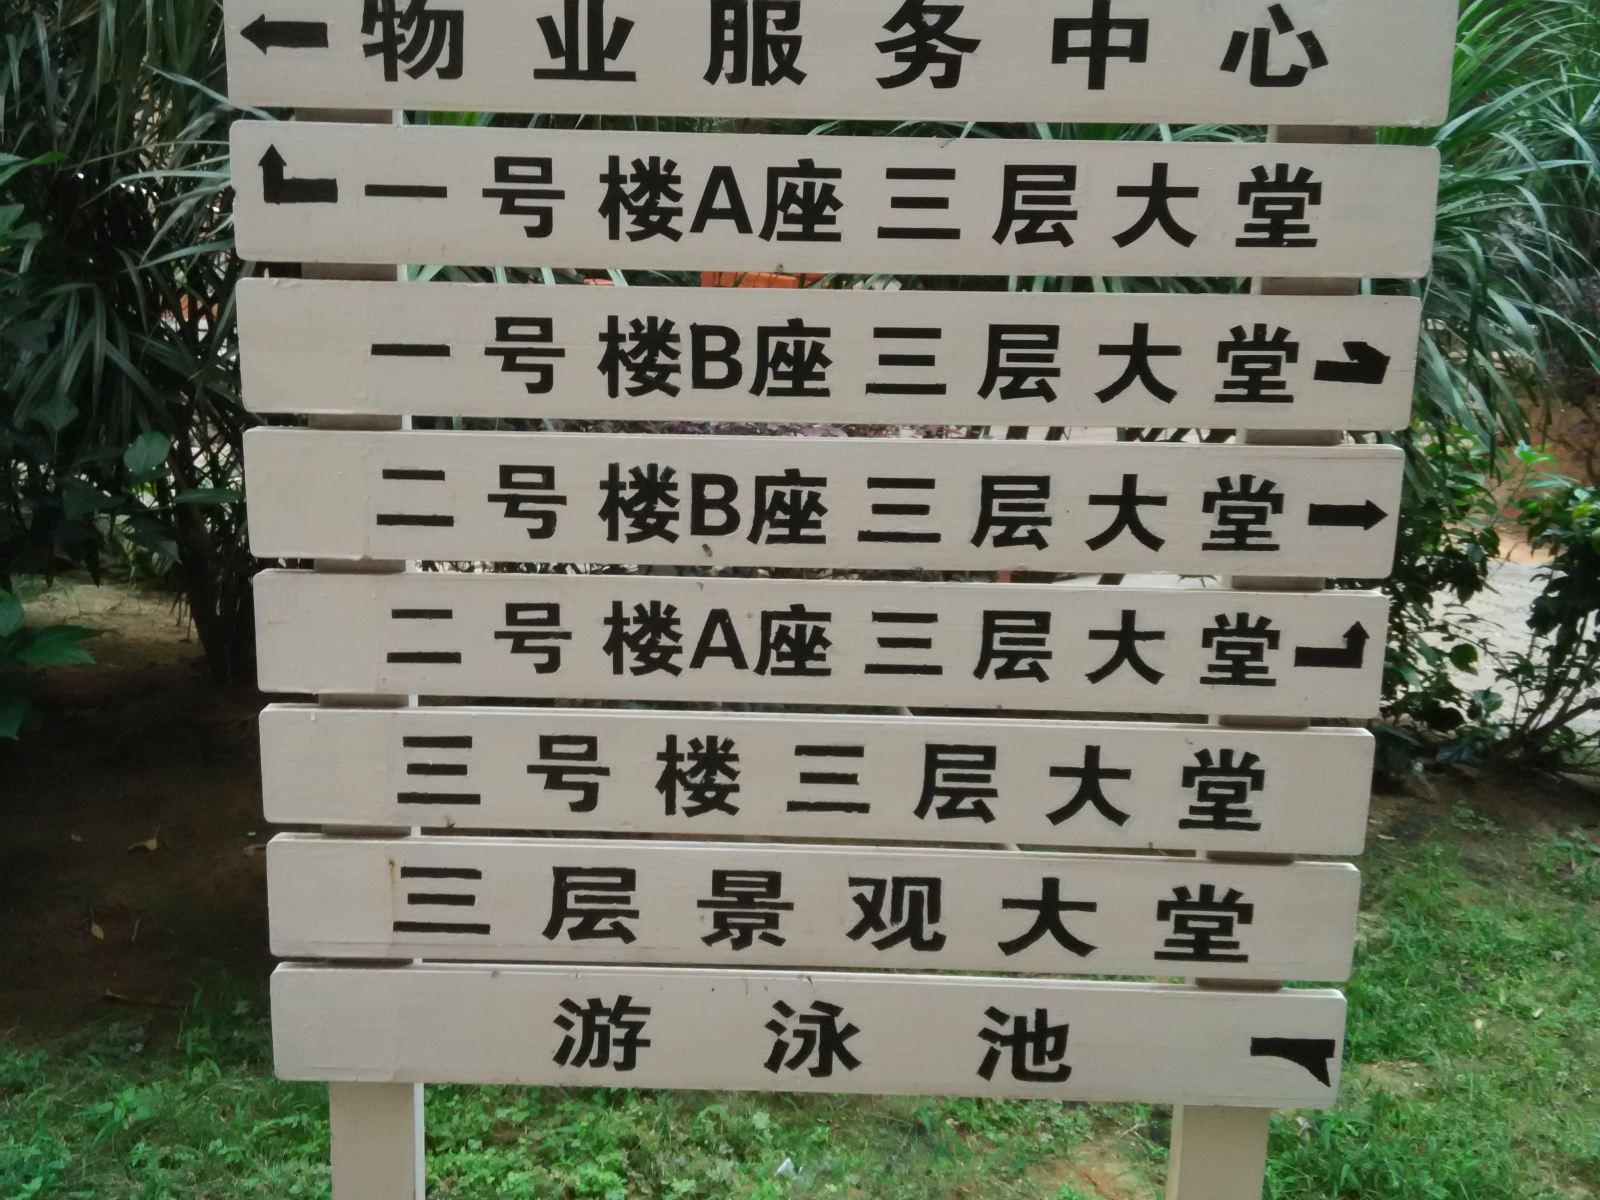 物业服务中心
一号楼A座三层大堂
一号楼B座三层大堂
二号楼B座三层大堂
二号楼A座三层大堂
三号楼三层大堂
三层景观大堂
游泳池